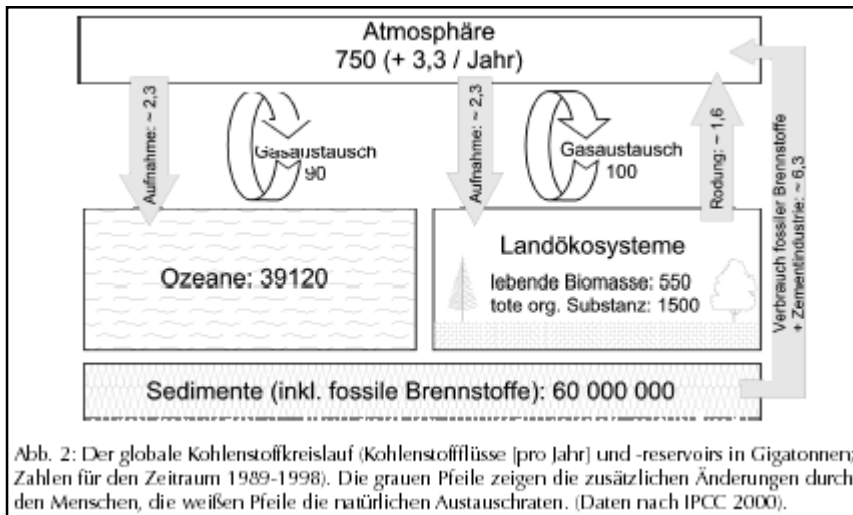 Atmosphäre
750 (+ 3,3 / Jahr)
Aufnahme: ~ 2,3
Gasaustausch
90
Aufnahme: ~ 2,3
Gasaustausch
100
Rodung: ~ 1,6
Verbrauch fossiler Brennstoffe
+ Zementindustrie: ~ 6,3
Ozeane: 39120
Landökosysteme
lebende Biomasse: 550
tote org. Substanz: 1500
Sedimente (inkl. fossile Brennstoffe): 60 000 000
Abb. 2: Der globale Kohlenstoffkreislauf (Kohlenstoffflüsse [pro Jahr] und -reservoirs in Gigatonnen;
Zahlen für den Zeitraum 1989-1998). Die grauen Pfeile zeigen die zusätzlichen Änderungen durch
den Menschen, die weißen Pfeile die natürlichen Austauschraten. (Daten nach IPCC 2000).